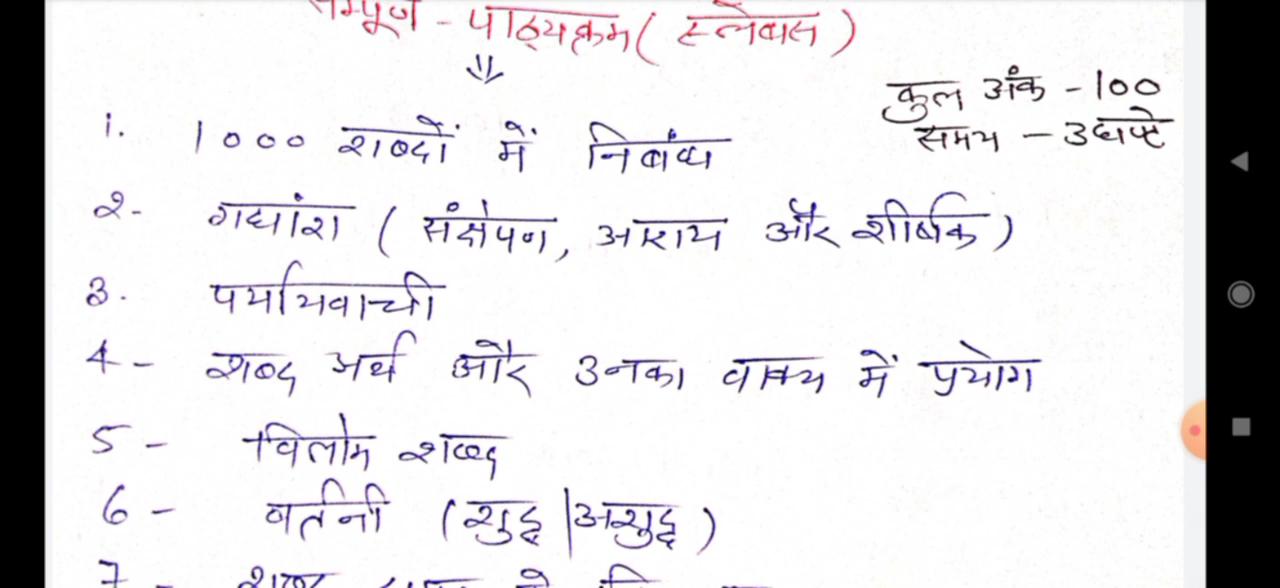 सम्पूर्ण - पाठ्यक्रम ( स्लेबस )
कुल अंक - 100
समय - 3 घण्टे
1. 1000 शब्दों में निबंध
2- गद्यांश ( संक्षेपण, आशय और शीर्षक )
3. पर्यायवाची
4- शब्द अर्थ और उनका वाक्य में प्रयोग
5- विलोम शब्द
6- वर्तनी (शुद्ध |अशुद्ध )
7-